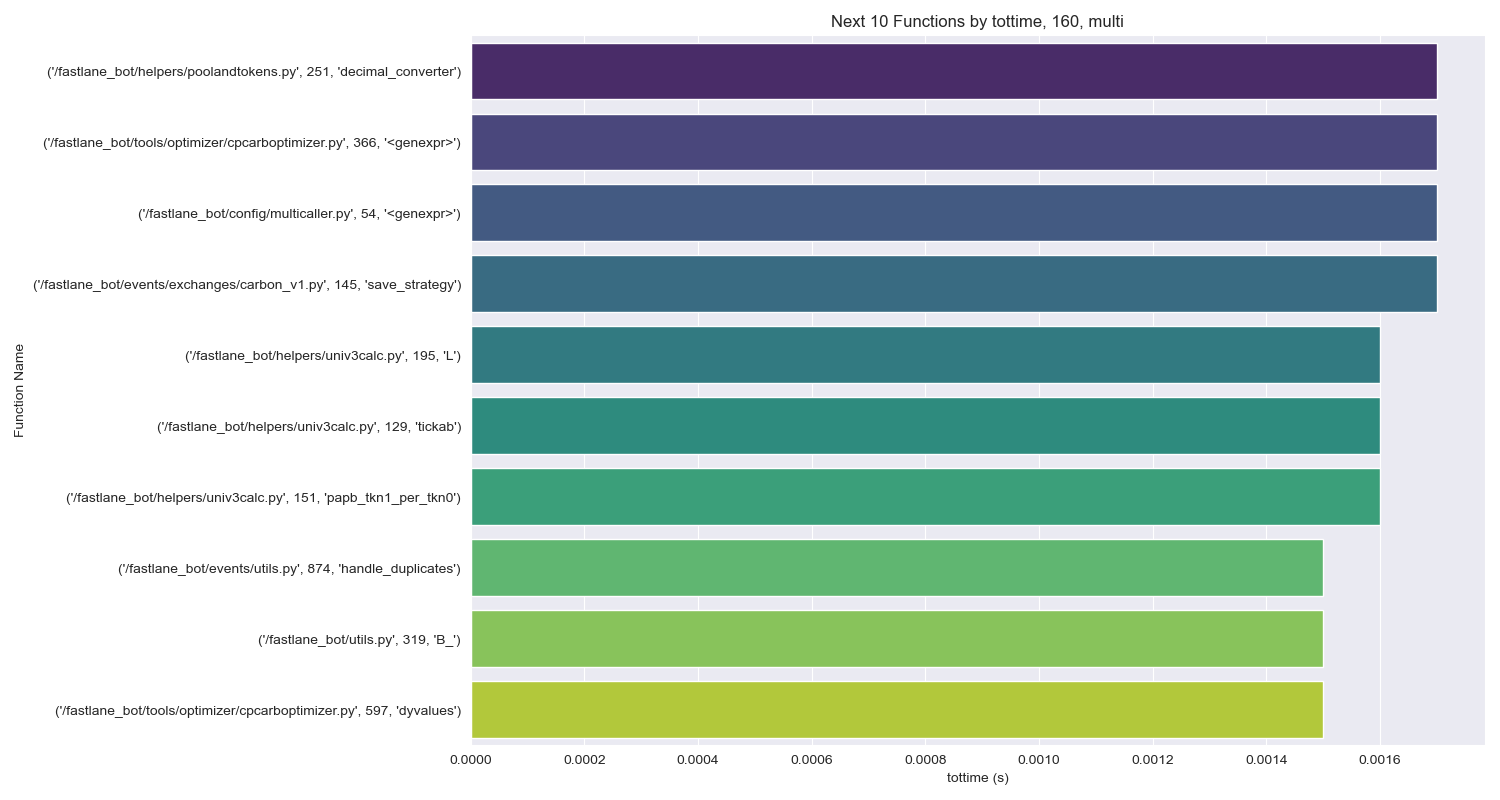 Next 10 Functions by tottime, 160, multi
('/fastlane_bot/helpers/poolandtokens.py', 251, 'decimal_converter')
('/fastlane_bot/tools/optimizer/cpcarboptimizer.py', 366, '<genexpr>')
('/fastlane_bot/config/multicaller.py', 54, '<genexpr>')
('/fastlane_bot/events/exchanges/carbon_v1.py', 145, 'save_strategy')
('/fastlane_bot/helpers/univ3calc.py', 195, 'L')
('/fastlane_bot/helpers/univ3calc.py', 129, 'tickab')
('/fastlane_bot/helpers/univ3calc.py', 151, 'papb_tkn1_per_tkn0')
('/fastlane_bot/events/utils.py', 874, 'handle_duplicates')
('/fastlane_bot/utils.py', 319, 'B_')
('/fastlane_bot/tools/optimizer/cpcarboptimizer.py', 597, 'dyvalues')
Function Name
0.0000 0.0002 0.0004 0.0006 0.0008 0.0010 0.0012 0.0014 0.0016
tottime (s)